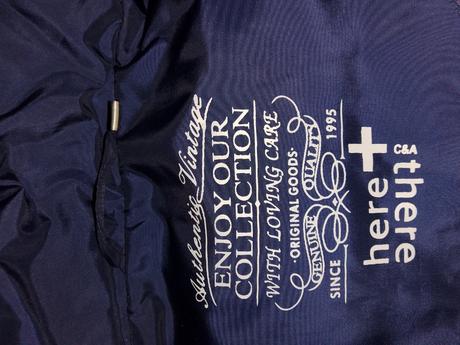 Authentic Vintage
ENJOY OUR
COLLECTION
WITH LOVING CARE
·ORIGINAL GOODS·
GENUINE QUALITY
SINCE 1995
here + C&A
there